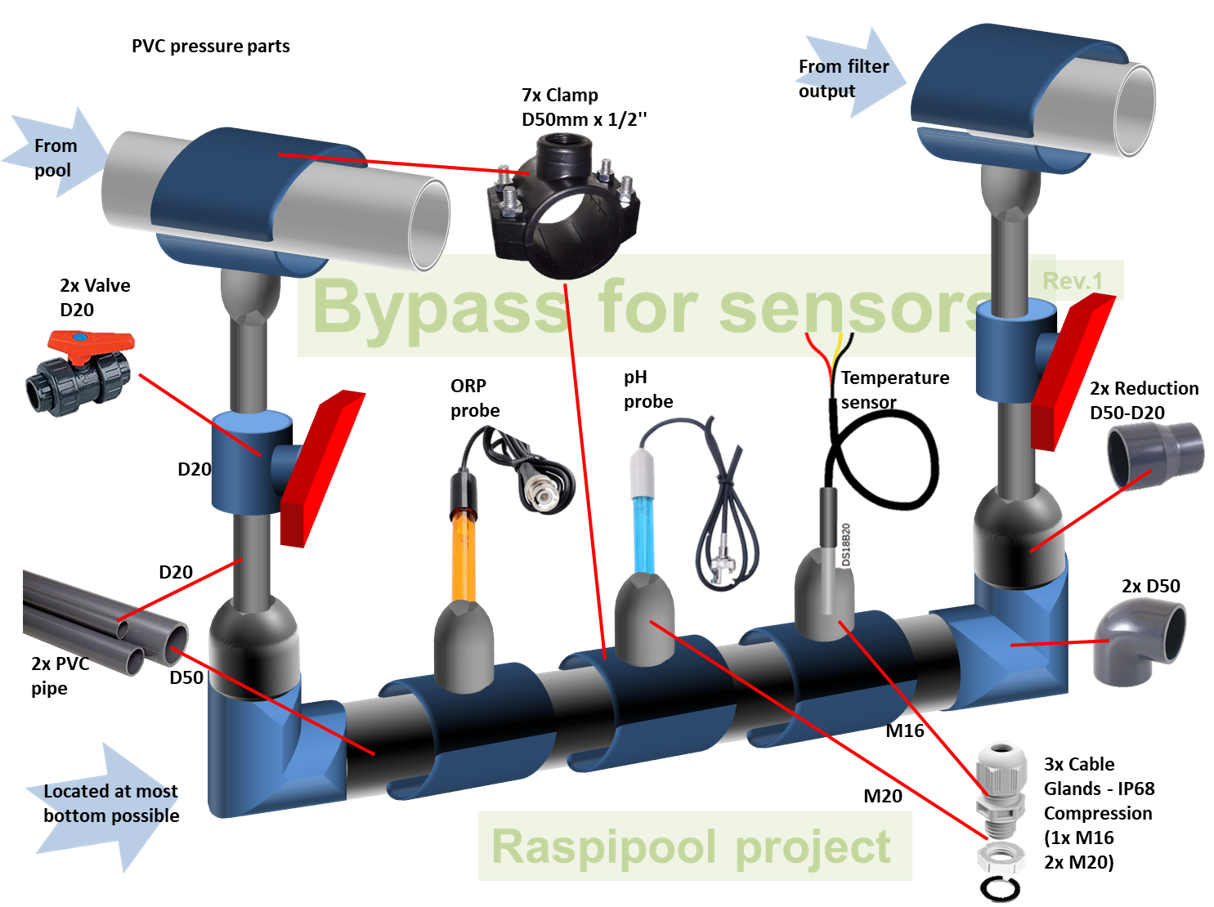 PVC pressure parts
From filter
output
7x Clamp
D50mm x 1/2''
From
pool
2x Valve
D20
Bypass for sensors
Rev.1
ORP
probe
pH
probe
Temperature
sensor
2x Reduction
D50-D20
D20
DS18B20
D20
2x D50
2x PVC
pipe
D50
M16
Located at most
bottom possible
M20
3x Cable
Glands - IP68
Compression
(1x M16
2x M20)
Raspipool project